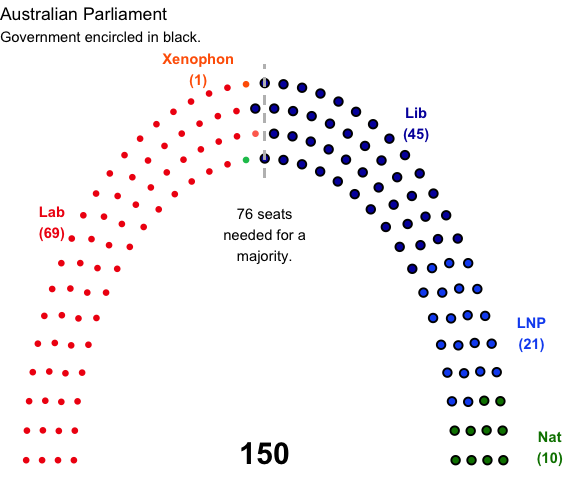 Australian Parliament
Government encircled in black.
Xenophon
(1)
Lib
(45)
Lab
(69)
76 seats
needed for a
majority.
LNP
(21)
Nat
(10)
150